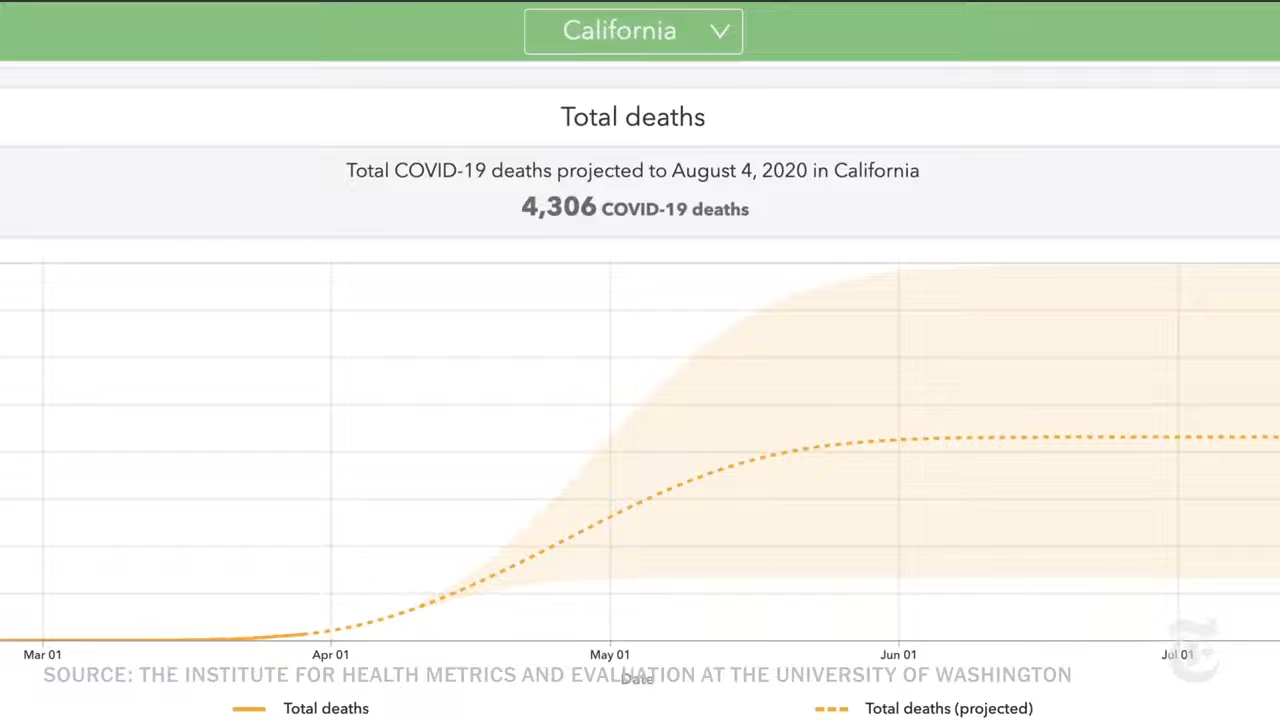 California
Total deaths
Total COVID-19 deaths projected to August 4, 2020 in California
4,306 COVID-19 deaths
Mar 01 Apr 01 May 01 Jun 01 Jul 01
Date
SOURCE: THE INSTITUTE FOR HEALTH METRICS AND EVALUATION AT THE UNIVERSITY OF WASHINGTON
Total deaths Total deaths (projected)